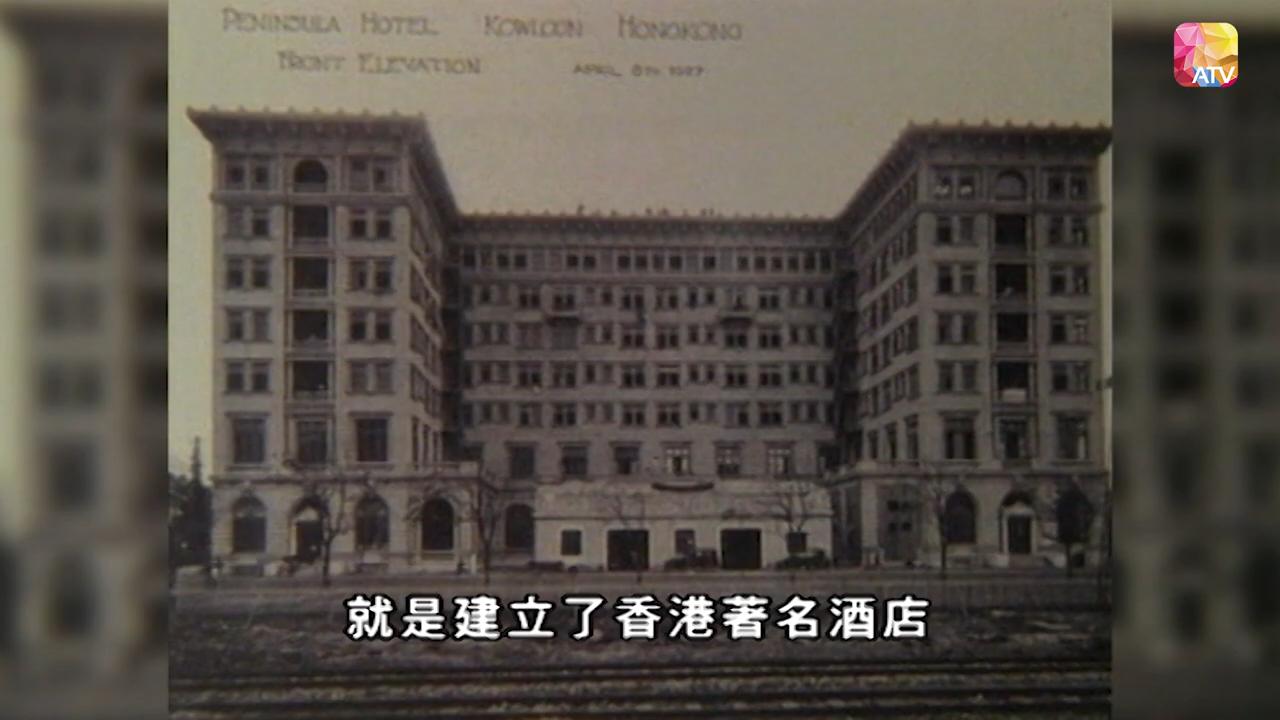 PENINSULA HOTEL KOWLOON HONGKONG
FRONT ELEVATION APRIL 8TH 1927
ATV
就是建立了香港著名酒店